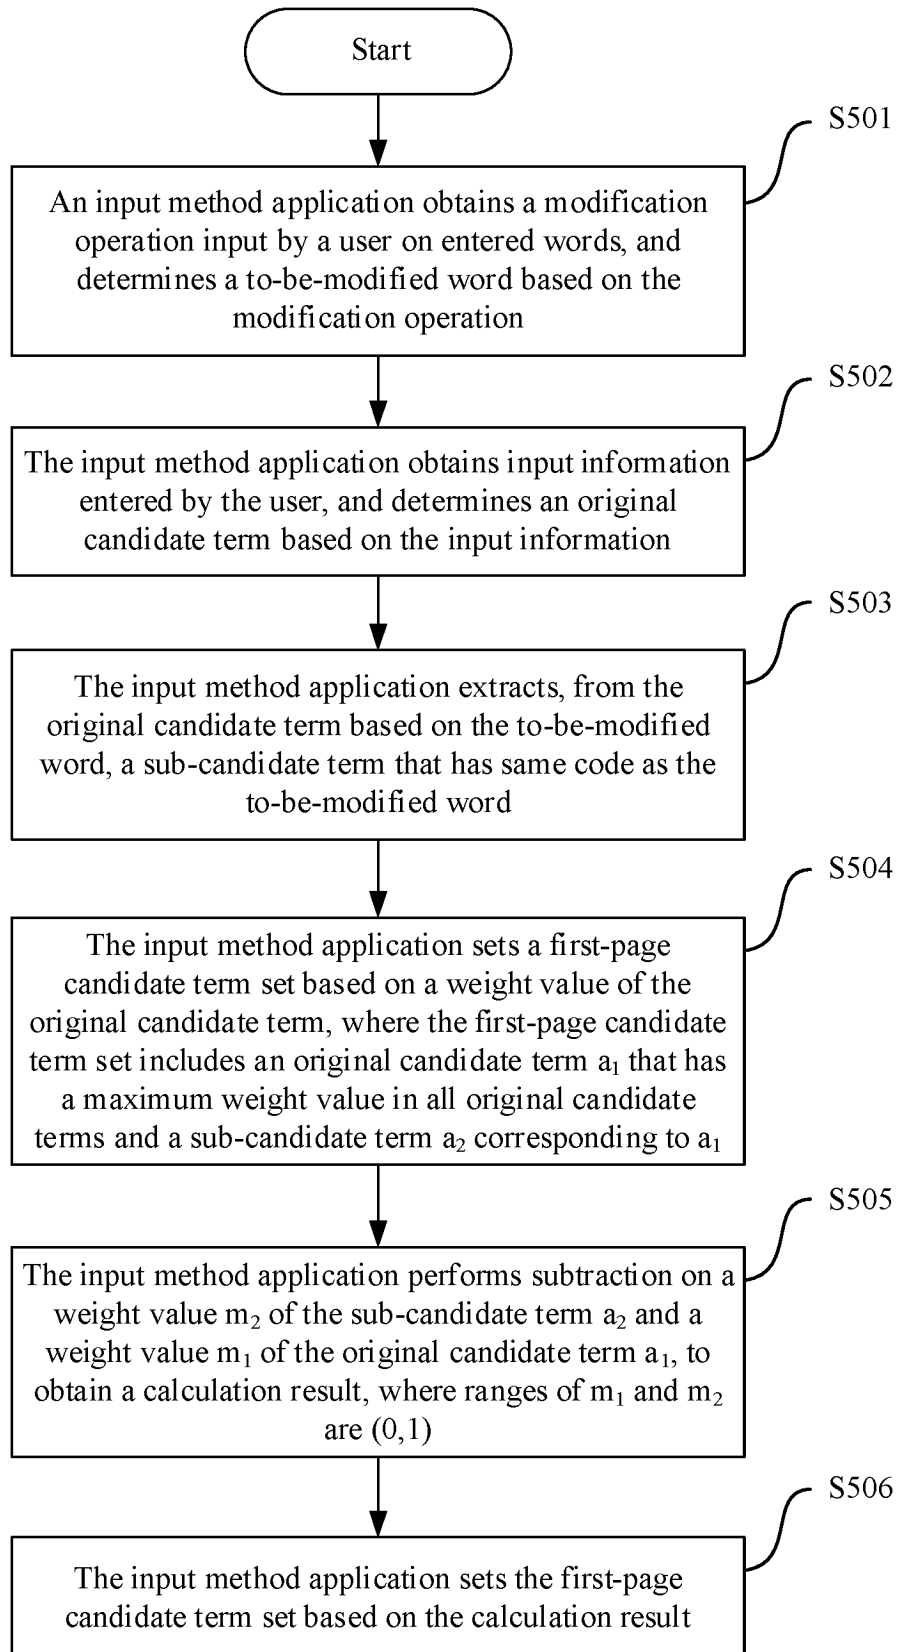 Start
S501
An input method application obtains a modification
operation input by a user on entered words, and
determines a to-be-modified word based on the
modification operation
S502
The input method application obtains input information
entered by the user, and determines an original
candidate term based on the input information
S503
The input method application extracts, from the
original candidate term based on the to-be-modified
word, a sub-candidate term that has same code as the
to-be-modified word
S504
The input method application sets a first-page
candidate term set based on a weight value of the
original candidate term, where the first-page candidate
term set includes an original candidate term a₁ that has
a maximum weight value in all original candidate
terms and a sub-candidate term a₂ corresponding to a₁
S505
The input method application performs subtraction on a
weight value m₂ of the sub-candidate term a₂ and a
weight value m₁ of the original candidate term a₁, to
obtain a calculation result, where ranges of m₁ and m₂
are (0,1)
S506
The input method application sets the first-page
candidate term set based on the calculation result